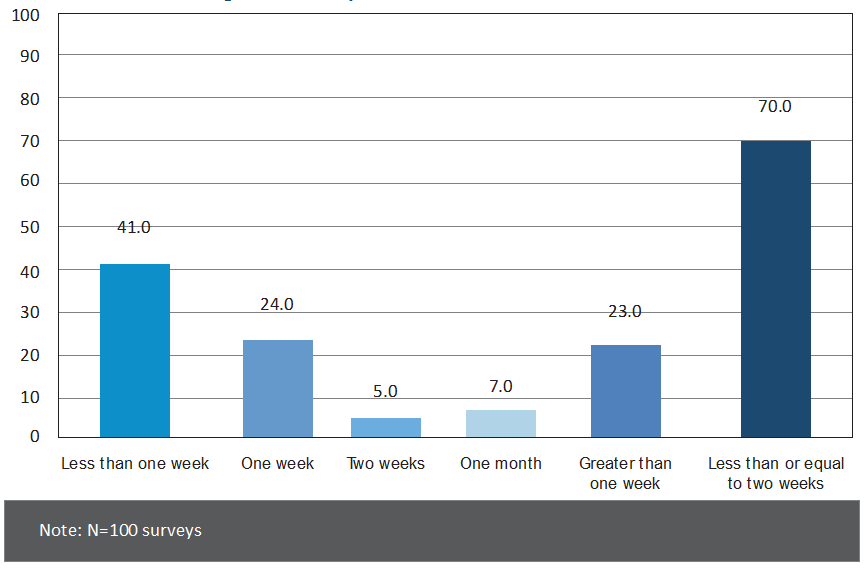 100
90
80
70
60
50
40
30
20
10
0
41.0
24.0
5.0
7.0
23.0
70.0
Less than one week
One week
Two weeks
One month
Greater than
one week
Less than or equal
to two weeks
Note: N=100 surveys